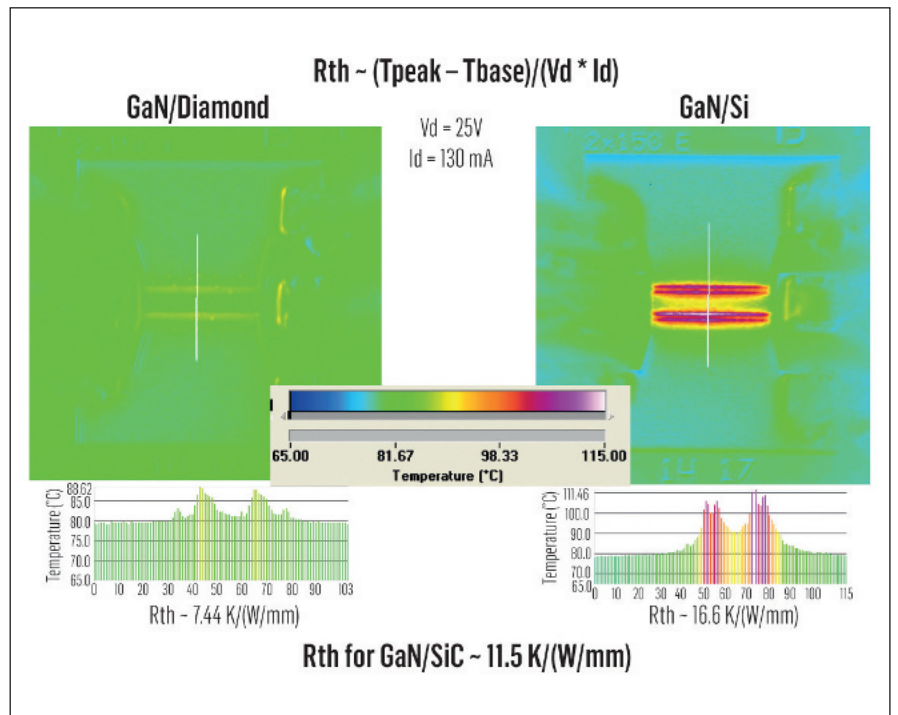 Rth ~ (Tpeak – Tbase)/(Vd * Id)
GaN/Diamond
Vd = 25V
Id = 130 mA
GaN/Si
2x150 E
14 17
65.00 81.67 98.33 115.00
Temperature (°C)
Temperature (°C)
88.62
85.0
80.0
75.0
70.0
65.0
0 10 20 30 40 50 60 70 80 90 103
Rth ~ 7.44 K/(W/mm)
Temperature (°C)
111.46
100.0
90.0
80.0
70.0
65.0
0 10 20 30 40 50 60 70 80 90 100 115
Rth ~ 16.6 K/(W/mm)
Rth for GaN/SiC ~ 11.5 K/(W/mm)